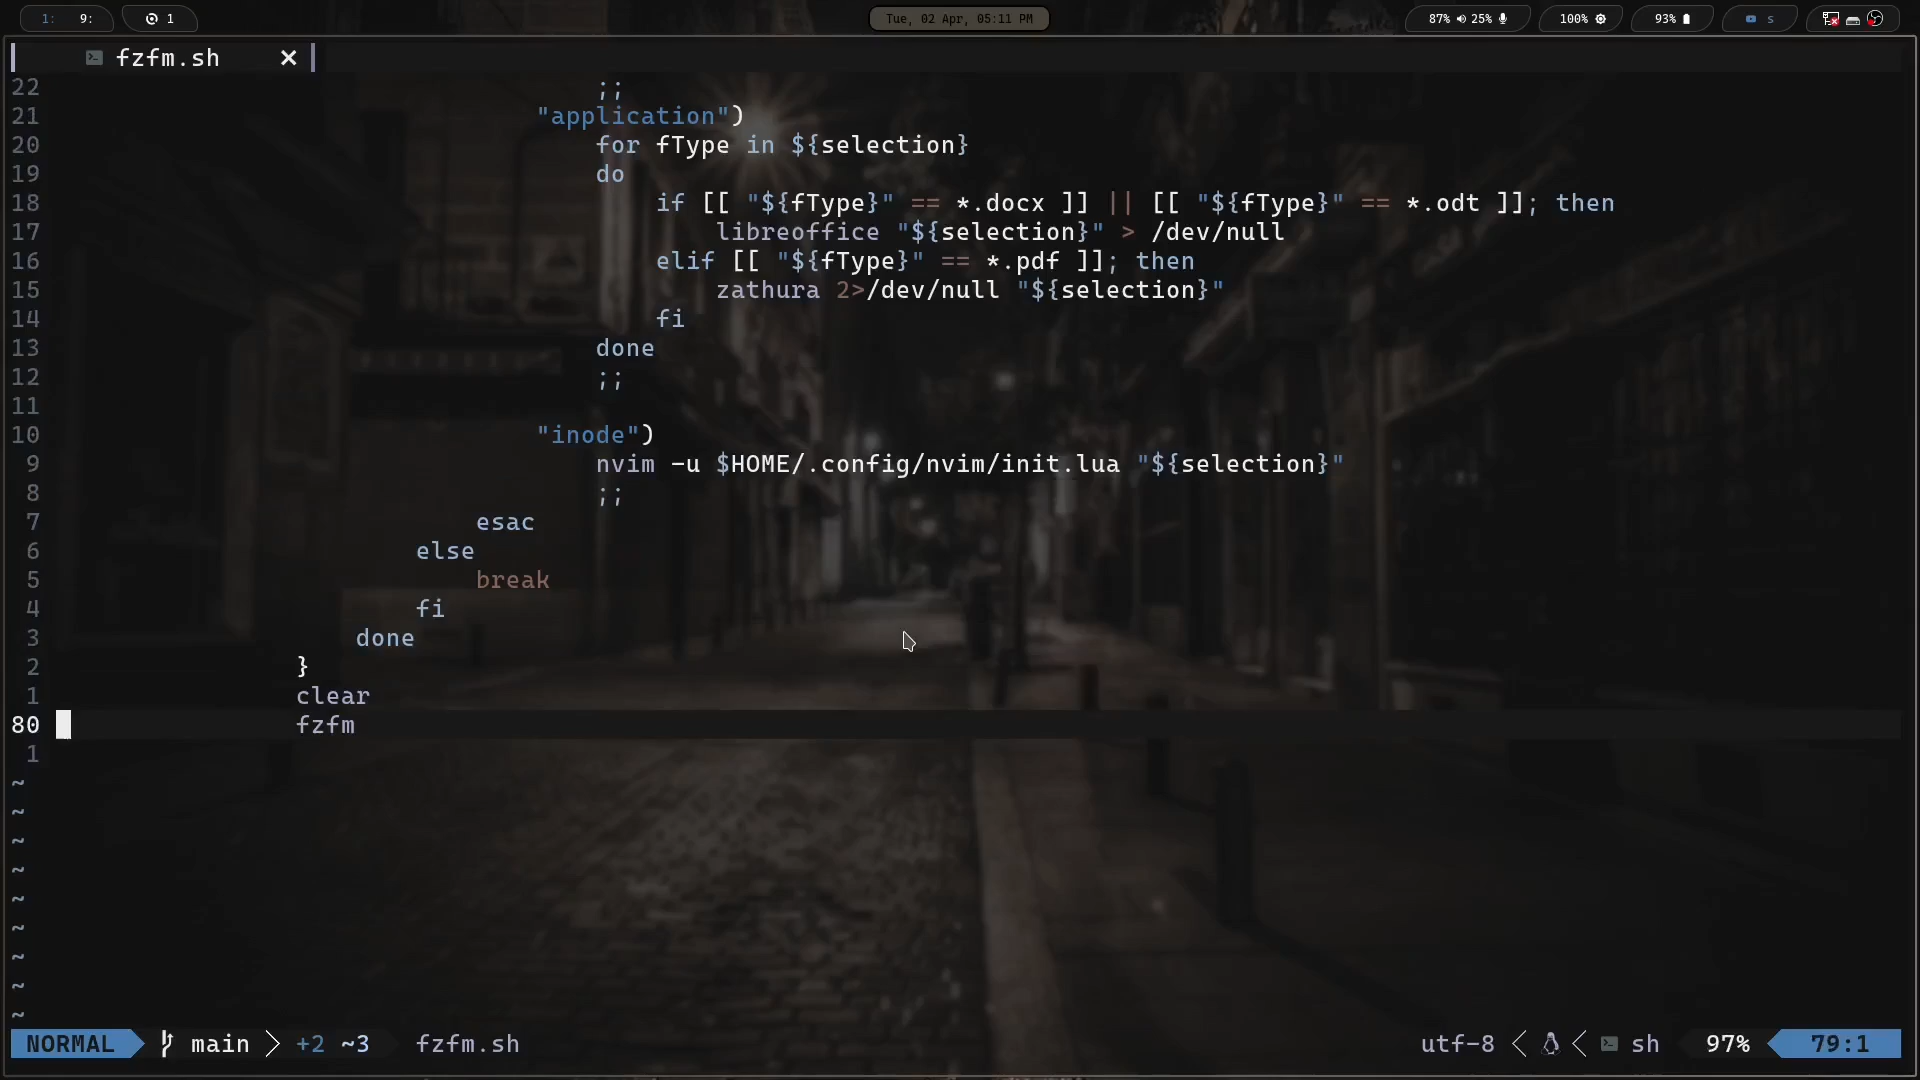 1: 9: 1 Tue, 02 Apr, 05:11 PM 87% 25% 100% 93% s
fzfm.sh ✕
22 ;;
21 "application")
20 for fType in ${selection}
19 do
18 if [[ "${fType}" == *.docx ]] || [[ "${fType}" == *.odt ]]; then
17 libreoffice "${selection}" > /dev/null
16 elif [[ "${fType}" == *.pdf ]]; then
15 zathura 2>/dev/null "${selection}"
14 fi
13 done
12 ;;
11
10 "inode")
9 nvim -u $HOME/.config/nvim/init.lua "${selection}"
8 ;;
7 esac
6 else
5 break
4 fi
3 done
2 }
1 clear
80 fzfm
1
~
~
~
~
~
~
~
~
~
NORMAL main +2 ~3 fzfm.sh utf-8 sh 97% 79:1